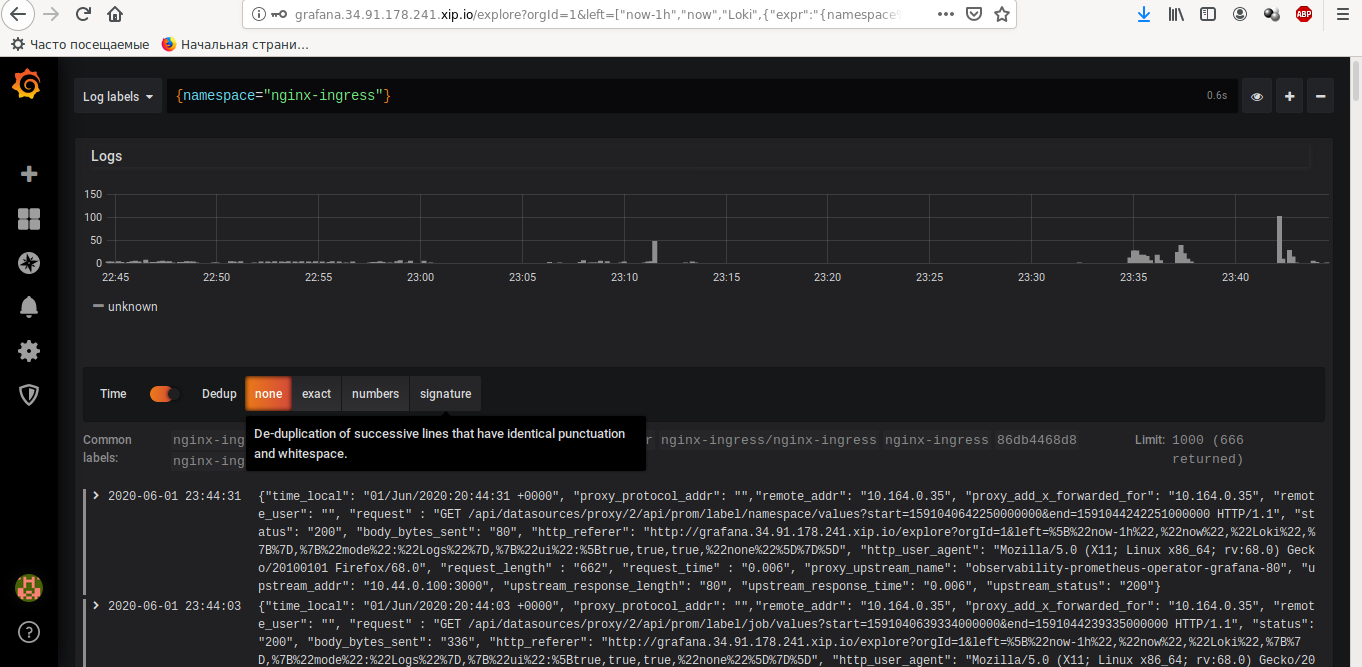 grafana.34.91.178.241.xip.io/explore?orgId=1&left=["now-1h","now","Loki",{"expr":"{namespace
ABP
Часто посещаемые Начальная страни…
Log labels {namespace="nginx-ingress"} 0.6s
Logs
150
100
50
0
22:45 22:50 22:55 23:00 23:05 23:10 23:15 23:20 23:25 23:30 23:35 23:40
unknown
Time Dedup none exact numbers signature
De-duplication of successive lines that have identical punctuation
and whitespace.
Common nginx-ing r nginx-ingress/nginx-ingress nginx-ingress 86db4468d8 Limit: 1000 (666
labels: nginx-ing returned)
2020-06-01 23:44:31 {"time_local": "01/Jun/2020:20:44:31 +0000", "proxy_protocol_addr": "","remote_addr": "10.164.0.35", "proxy_add_x_forwarded_for": "10.164.0.35", "remot
e_user": "", "request" : "GET /api/datasources/proxy/2/api/prom/label/namespace/values?start=1591040642250000000&end=1591044242251000000 HTTP/1.1", "st
atus": "200", "body_bytes_sent": "80", "http_referer": "http://grafana.34.91.178.241.xip.io/explore?orgId=1&left=%5B%22now-1h%22,%22now%22,%22Loki%22,%
7B%7D,%7B%22mode%22:%22Logs%22%7D,%7B%22ui%22:%5Btrue,true,true,%22none%22%5D%7D%5D", "http_user_agent": "Mozilla/5.0 (X11; Linux x86_64; rv:68.0) Geck
o/20100101 Firefox/68.0", "request_length" : "662", "request_time" : "0.006", "proxy_upstream_name": "observability-prometheus-operator-grafana-80", "u
pstream_addr": "10.44.0.100:3000", "upstream_response_length": "80", "upstream_response_time": "0.006", "upstream_status": "200"}
2020-06-01 23:44:03 {"time_local": "01/Jun/2020:20:44:03 +0000", "proxy_protocol_addr": "","remote_addr": "10.164.0.35", "proxy_add_x_forwarded_for": "10.164.0.35", "remot
e_user": "", "request" : "GET /api/datasources/proxy/2/api/prom/label/job/values?start=1591040639334000000&end=1591044239335000000 HTTP/1.1", "status":
"200", "body_bytes_sent": "336", "http_referer": "http://grafana.34.91.178.241.xip.io/explore?orgId=1&left=%5B%22now-1h%22,%22now%22,%22Loki%22,%7B%7
D,%7B%22mode%22:%22Logs%22%7D,%7B%22ui%22:%5Btrue,true,true,%22none%22%5D%7D%5D", "http_user_agent": "Mozilla/5.0 (X11; Linux x86_64; rv:68.0) Gecko/20